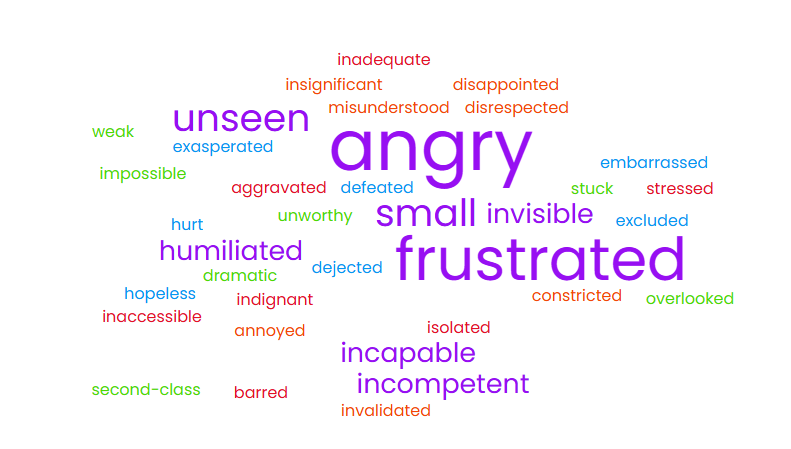 inadequate
insignificant disappointed
misunderstood disrespected
unseen
weak
angry
exasperated
embarrassed
impossible
aggravated defeated stuck stressed
small invisible
unworthy
hurt
excluded
humiliated
frustrated
dramatic
dejected
hopeless
indignant
constricted
overlooked
inaccessible
annoyed
isolated
incapable
incompetent
second-class
barred
invalidated